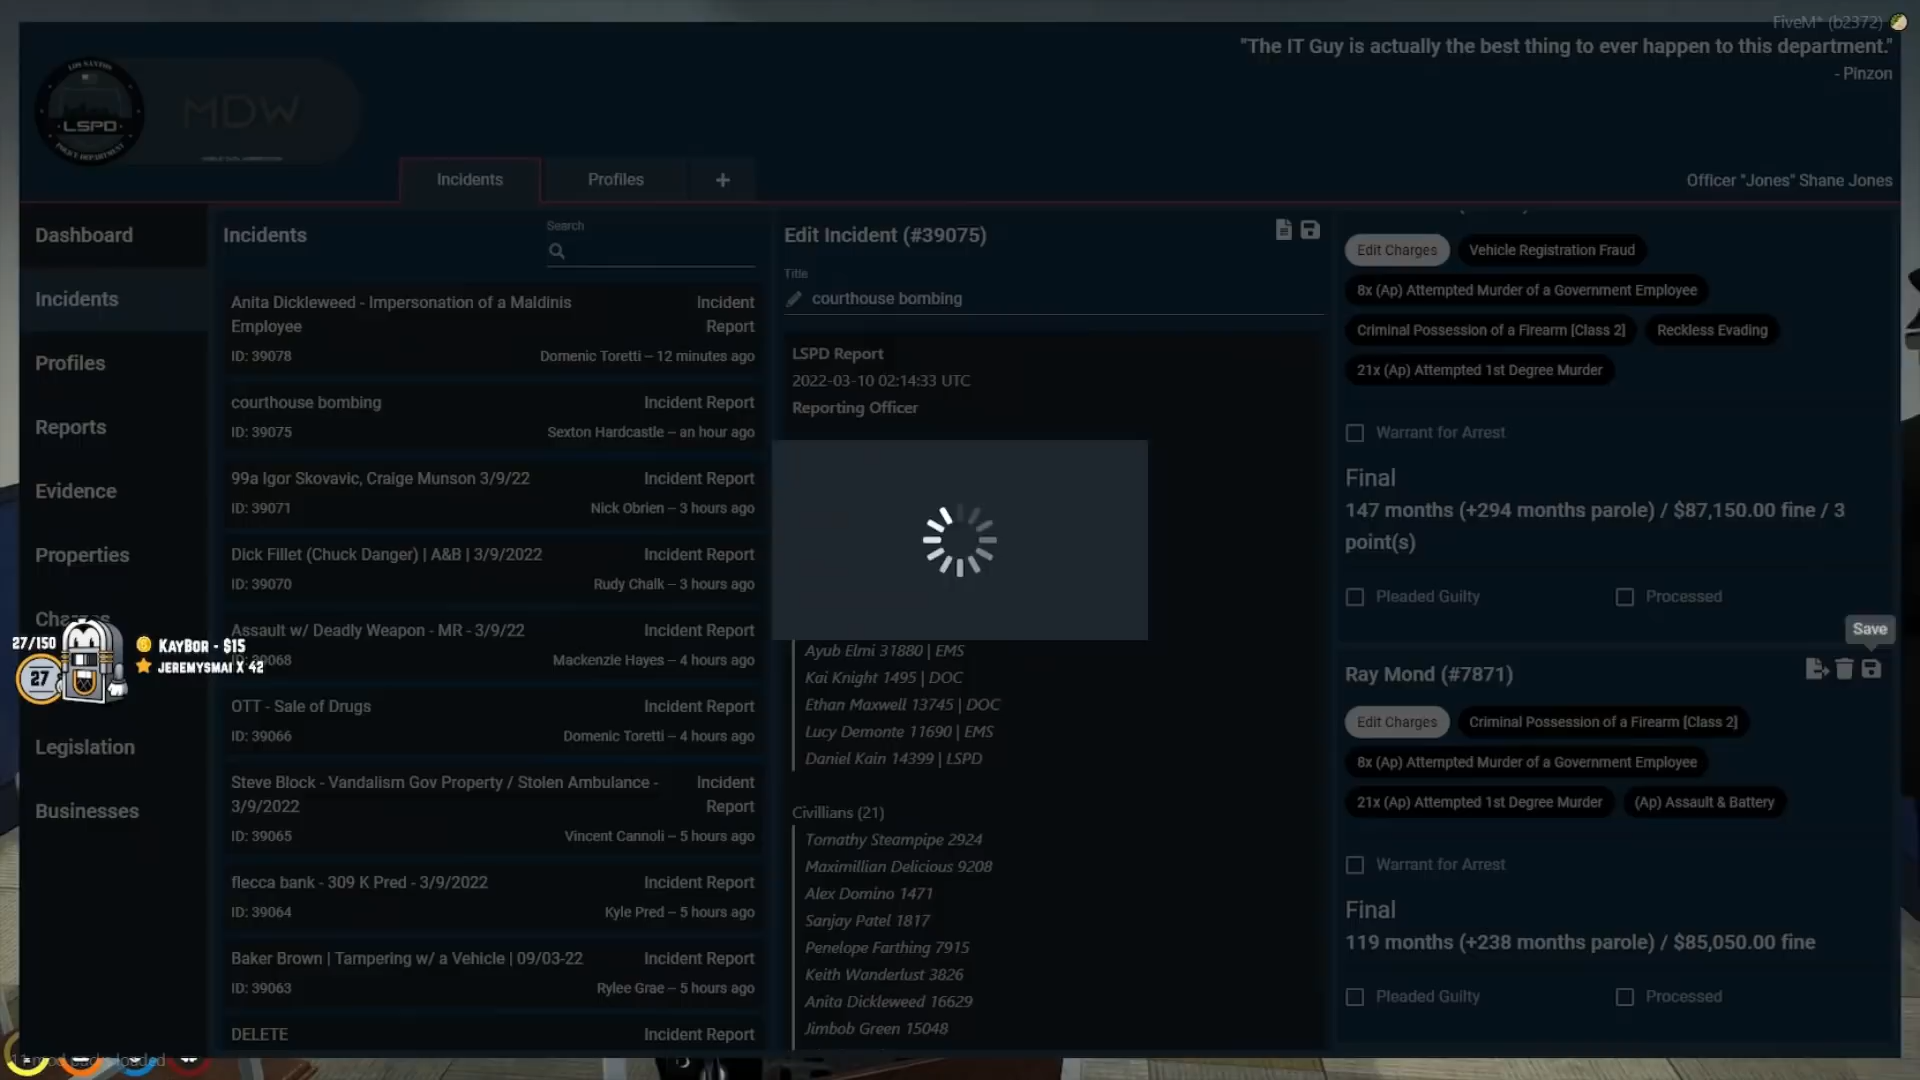 FiveM* (b2372)
"The IT Guy is actually the best thing to ever happen to this department."
- Pinzon
LOS SANTOS
LSPD
POLICE DEPARTMENT
MDW
Incidents
Profiles
+
Officer "Jones" Shane Jones
Dashboard
Incidents
Profiles
Reports
Evidence
Properties
Charges
Legislation
Businesses
27/150
27
KayBor - $15
jeremysmai x 42
Incidents
Search
Anita Dickleweed - Impersonation of a Maldinis Incident
Employee Report
ID: 39078 Domenic Toretti – 12 minutes ago
courthouse bombing Incident Report
ID: 39075 Sexton Hardcastle – an hour ago
99a Igor Skovavic, Craige Munson 3/9/22 Incident Report
ID: 39071 Nick Obrien – 3 hours ago
Dick Fillet (Chuck Danger) | A&B | 3/9/2022 Incident Report
ID: 39070 Rudy Chalk – 3 hours ago
Assault w/ Deadly Weapon - MR - 3/9/22 Incident Report
39068 Mackenzie Hayes – 4 hours ago
OTT - Sale of Drugs Incident Report
ID: 39066 Domenic Toretti – 4 hours ago
Steve Block - Vandalism Gov Property / Stolen Ambulance - Incident
3/9/2022 Report
ID: 39065 Vincent Cannoli – 5 hours ago
flecca bank - 309 K Pred - 3/9/2022 Incident Report
ID: 39064 Kyle Pred – 5 hours ago
Baker Brown | Tampering w/ a Vehicle | 09/03-22 Incident Report
ID: 39063 Rylee Grae – 5 hours ago
DELETE Incident Report
Edit Incident (#39075)
Title
courthouse bombing
LSPD Report
2022-03-10 02:14:33 UTC
Reporting Officer
Ayub Elmi 31880 | EMS
Kai Knight 1495 | DOC
Ethan Maxwell 13745 | DOC
Lucy Demonte 11690 | EMS
Daniel Kain 14399 | LSPD
Civillians (21)
Tomathy Steampipe 2924
Maximillian Delicious 9208
Alex Domino 1471
Sanjay Patel 1817
Penelope Farthing 7915
Keith Wanderlust 3826
Anita Dickleweed 16629
Jimbob Green 15048
Edit Charges Vehicle Registration Fraud
8x (Ap) Attempted Murder of a Government Employee
Criminal Possession of a Firearm [Class 2] Reckless Evading
21x (Ap) Attempted 1st Degree Murder
Warrant for Arrest
Final
147 months (+294 months parole) / $87,150.00 fine / 3
point(s)
Pleaded Guilty Processed
Save
Ray Mond (#7871)
Edit Charges Criminal Possession of a Firearm [Class 2]
8x (Ap) Attempted Murder of a Government Employee
21x (Ap) Attempted 1st Degree Murder (Ap) Assault & Battery
Warrant for Arrest
Final
119 months (+238 months parole) / $85,050.00 fine
Pleaded Guilty Processed